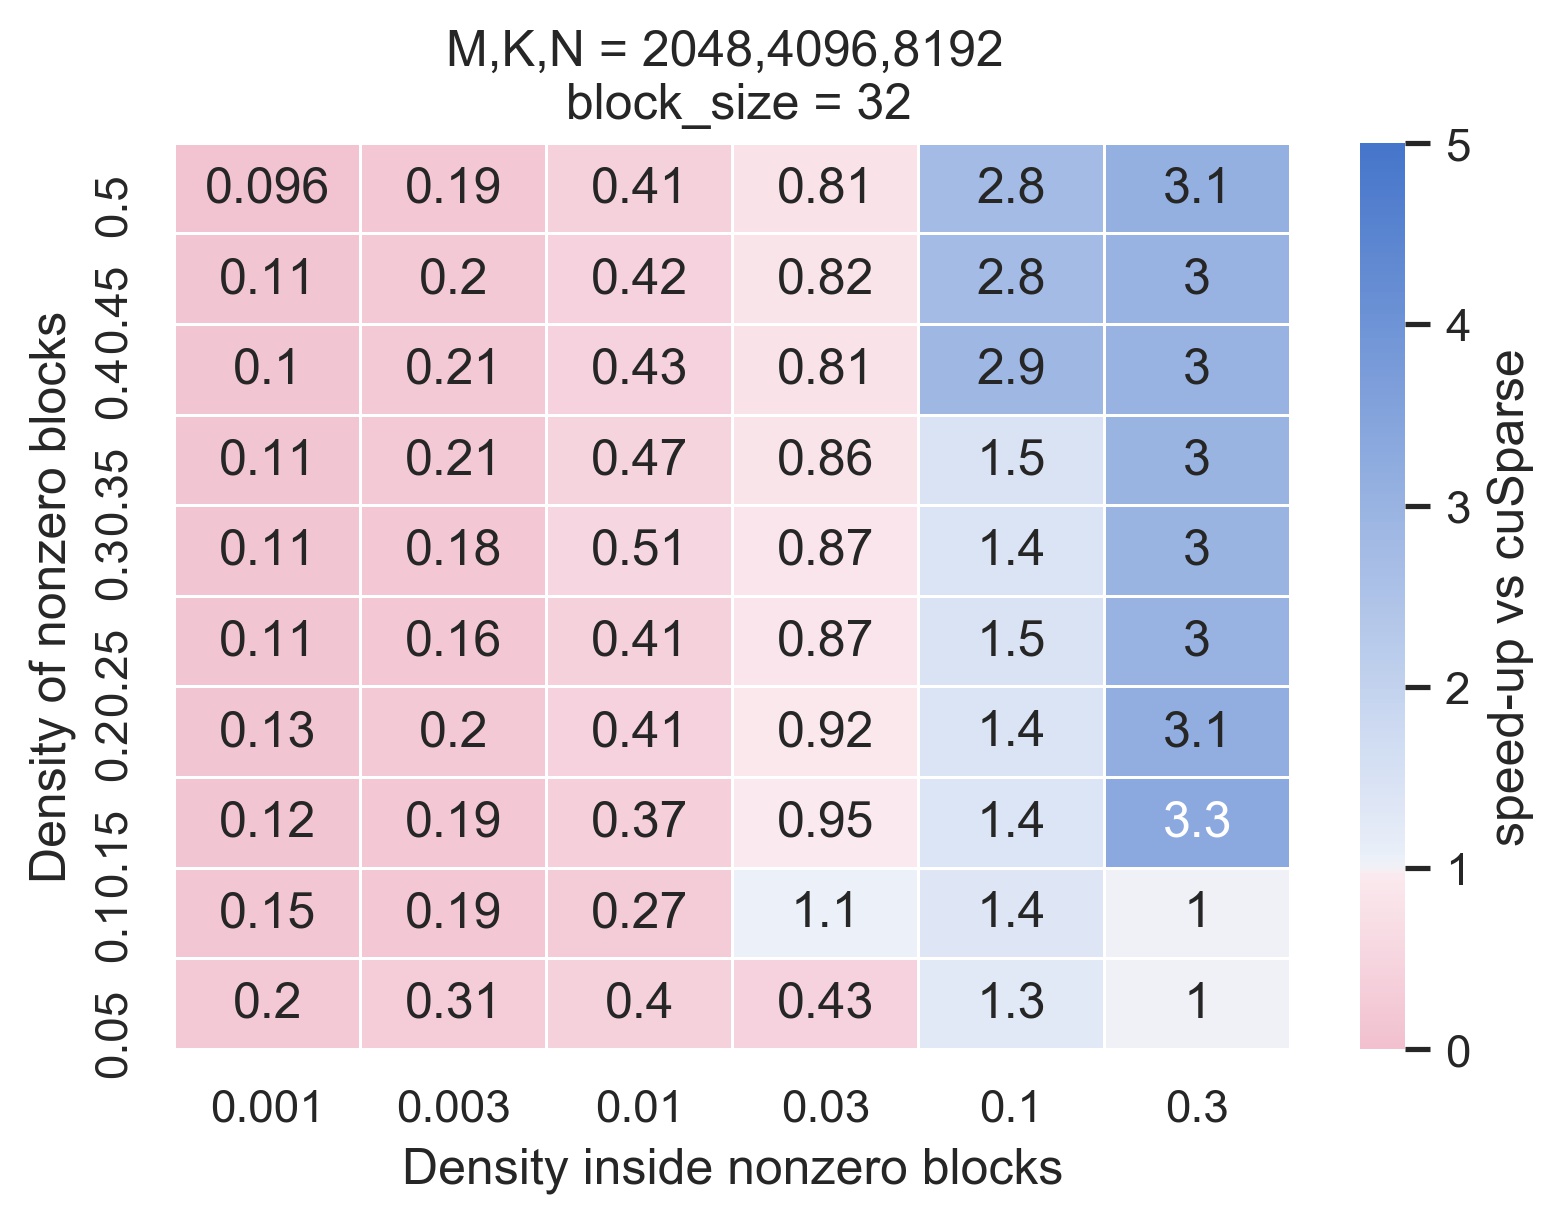 M,K,N = 2048,4096,8192
block_size = 32
Density of nonzero blocks
0.5 0.096 0.19 0.41 0.81 2.8 3.1
0.45 0.11 0.2 0.42 0.82 2.8 3
0.4 0.1 0.21 0.43 0.81 2.9 3
0.35 0.11 0.21 0.47 0.86 1.5 3
0.3 0.11 0.18 0.51 0.87 1.4 3
0.25 0.11 0.16 0.41 0.87 1.5 3
0.2 0.13 0.2 0.41 0.92 1.4 3.1
0.15 0.12 0.19 0.37 0.95 1.4 3.3
0.1 0.15 0.19 0.27 1.1 1.4 1
0.05 0.2 0.31 0.4 0.43 1.3 1
0.001 0.003 0.01 0.03 0.1 0.3
Density inside nonzero blocks
5
4
3
2
1
0
speed-up vs cuSparse